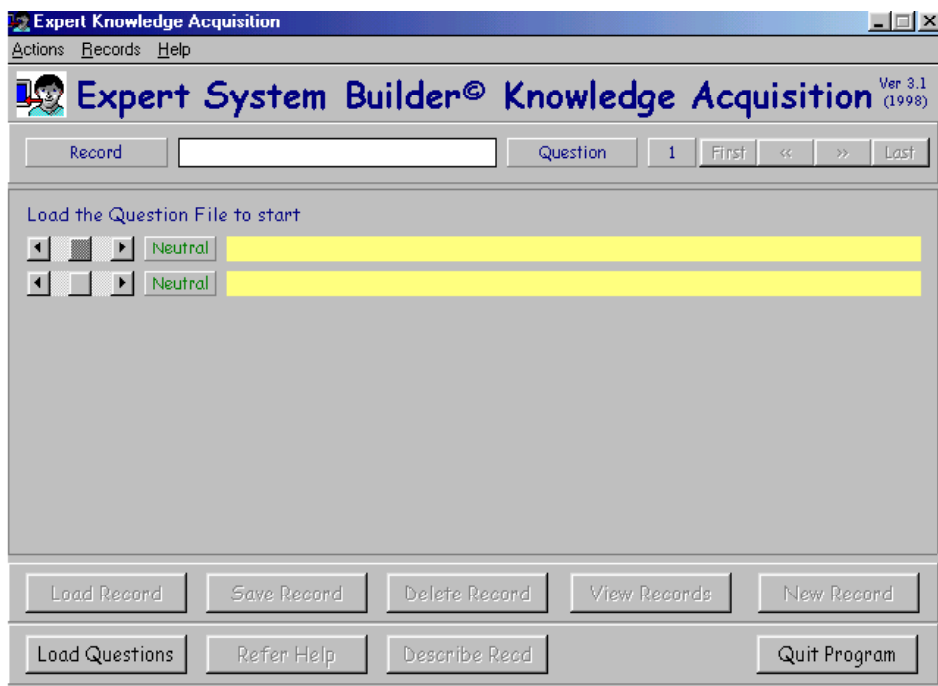 Expert Knowledge Acquisition
Actions Records Help
Expert System Builder© Knowledge Acquisition Ver 3.1 (1998)
Record Question 1 First << >> Last
Load the Question File to start
Neutral
Neutral
Load Record Save Record Delete Record View Records New Record
Load Questions Refer Help Describe Recd Quit Program